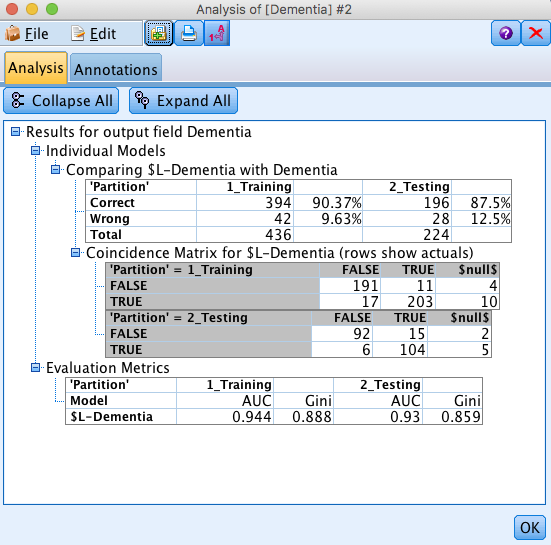 Analysis of [Dementia] #2
File Edit
Analysis Annotations
Collapse All Expand All
Results for output field Dementia
Individual Models
Comparing $L-Dementia with Dementia
'Partition' 1_Training 2_Testing
Correct 394 90.37% 196 87.5%
Wrong 42 9.63% 28 12.5%
Total 436 224
Coincidence Matrix for $L-Dementia (rows show actuals)
'Partition' = 1_Training FALSE TRUE $null$
FALSE 191 11 4
TRUE 17 203 10
'Partition' = 2_Testing FALSE TRUE $null$
FALSE 92 15 2
TRUE 6 104 5
Evaluation Metrics
'Partition' 1_Training 2_Testing
Model AUC Gini AUC Gini
$L-Dementia 0.944 0.888 0.93 0.859
OK